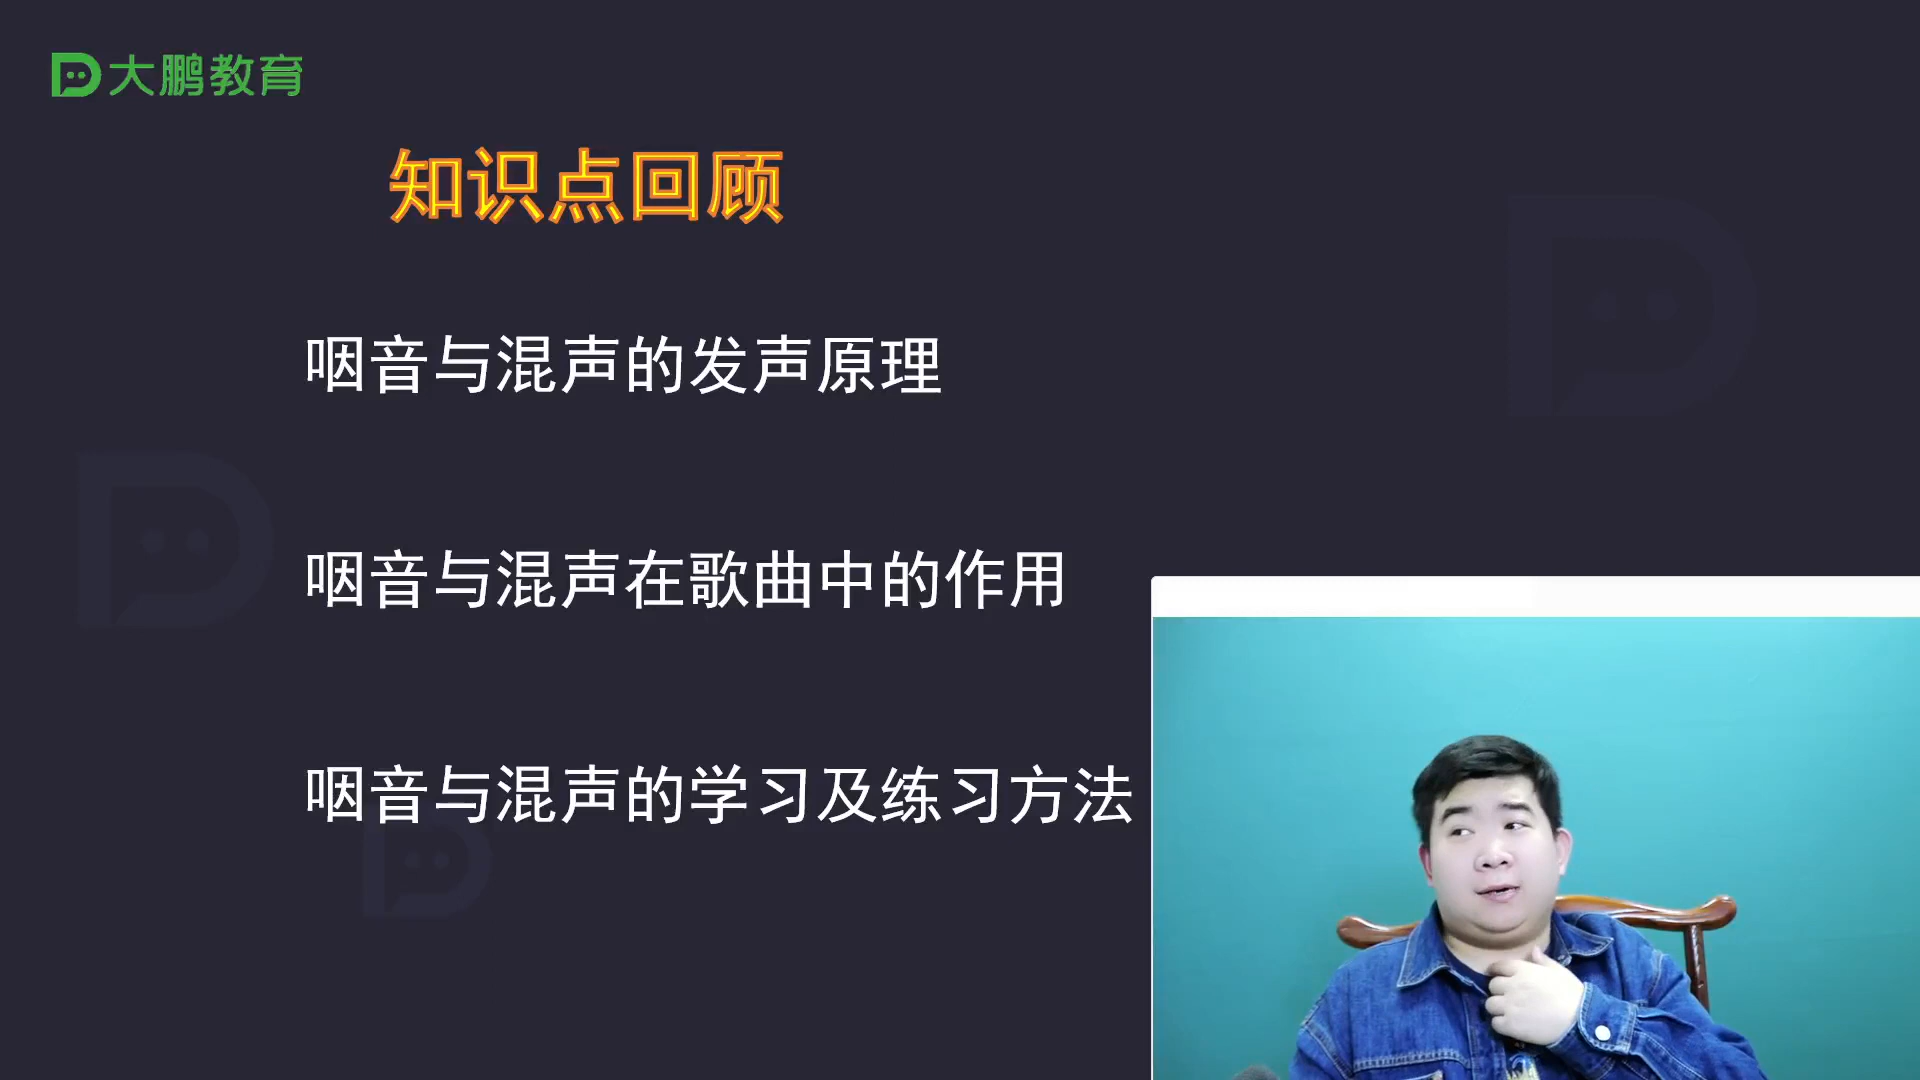 大鹏教育
知识点回顾
咽音与混声的发声原理
咽音与混声在歌曲中的作用
咽音与混声的学习及练习方法